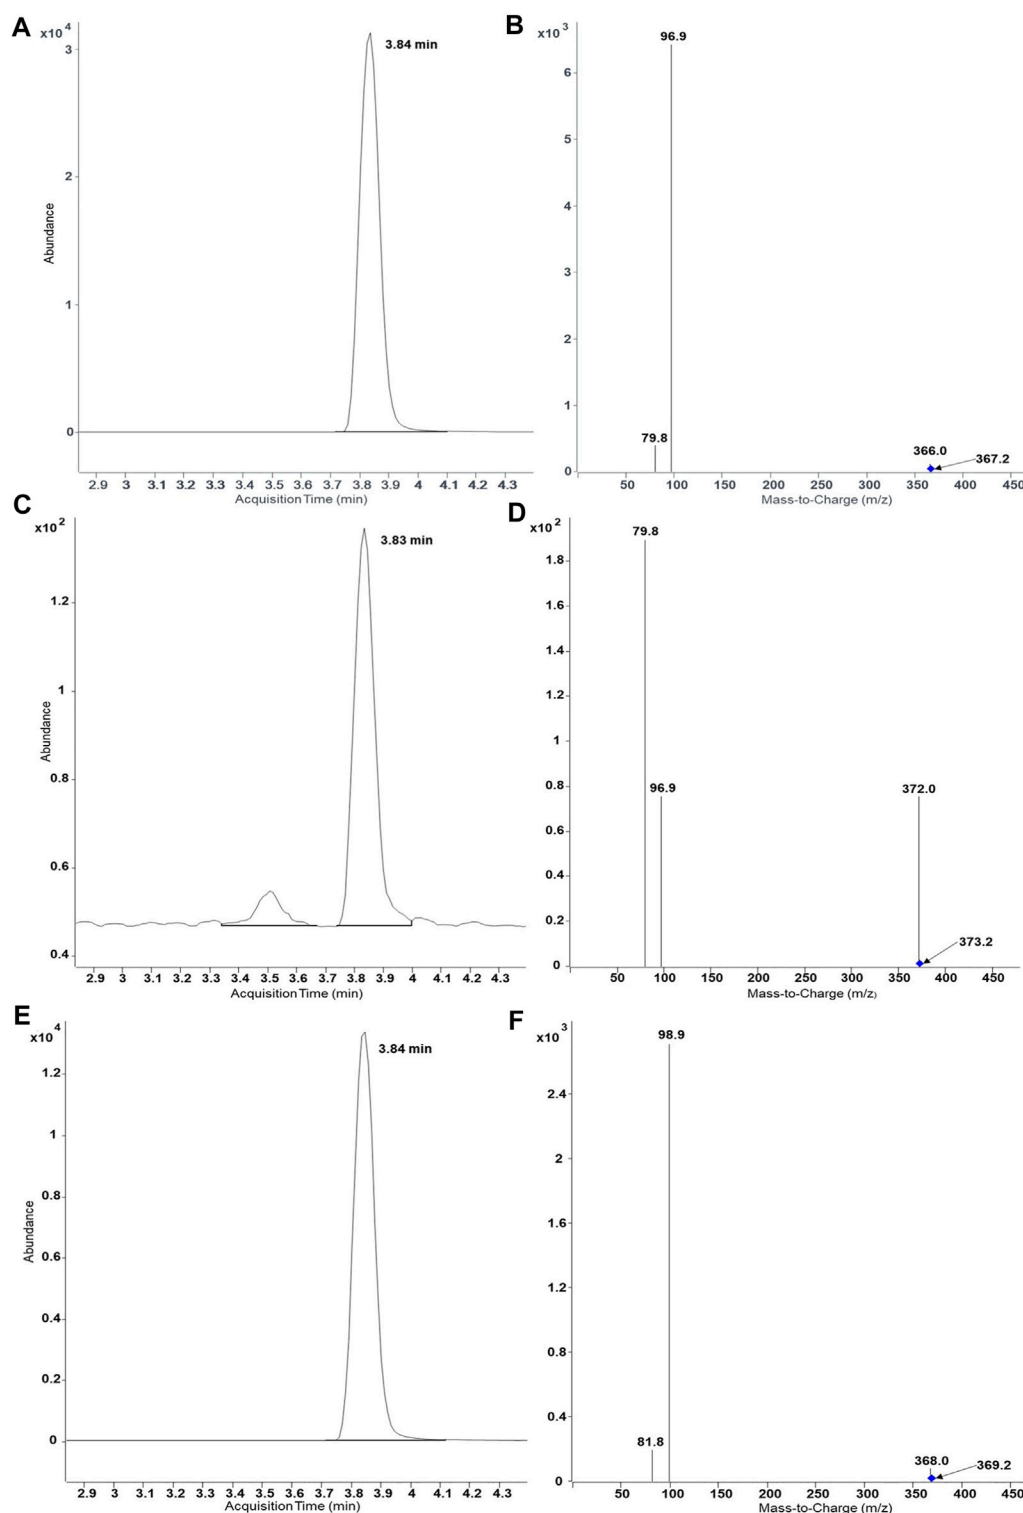 A
x10 4
3.84 min
3
2
1
0
Abundance
2.9 3 3.1 3.2 3.3 3.4 3.5 3.6 3.7 3.8 3.9 4 4.1 4.2 4.3
Acquisition Time (min)
B
x10 3
96.9
6
5
4
3
2
1
0
79.8
366.0
367.2
50 100 150 200 250 300 350 400 450
Mass-to-Charge (m/z)
C
x10 2
3.83 min
1.2
1
0.8
0.6
0.4
Abundance
2.9 3 3.1 3.2 3.3 3.4 3.5 3.6 3.7 3.8 3.9 4 4.1 4.2 4.3
Acquisition Time (min)
D
x10 2
79.8
1.8
1.6
1.4
1.2
1
0.8
0.6
0.4
0.2
0
96.9
372.0
373.2
50 100 150 200 250 300 350 400 450
Mass-to-Charge (m/z)
E
x10 4
3.84 min
1.2
1
0.8
0.6
0.4
0.2
0
Abundance
2.9 3 3.1 3.2 3.3 3.4 3.5 3.6 3.7 3.8 3.9 4 4.1 4.2 4.3
Acquisition Time (min)
F
x10 3
98.9
2.4
2
1.6
1.2
0.8
0.4
0
81.8
368.0
369.2
50 100 150 200 250 300 350 400 450
Mass-to-Charge (m/z)